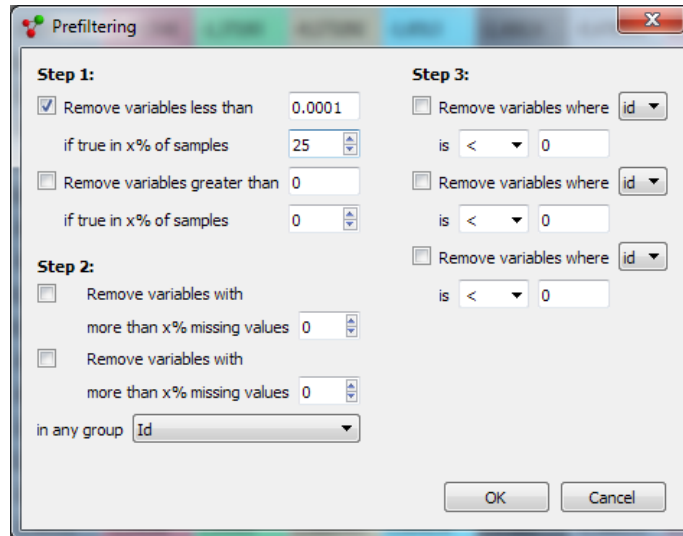 Prefiltering
Step 1:
Remove variables less than 0.0001
if true in x% of samples 25
Remove variables greater than 0
if true in x% of samples 0
Step 2:
Remove variables with
more than x% missing values 0
Remove variables with
more than x% missing values 0
in any group Id
Step 3:
Remove variables where id
is < 0
Remove variables where id
is < 0
Remove variables where id
is < 0
OK Cancel